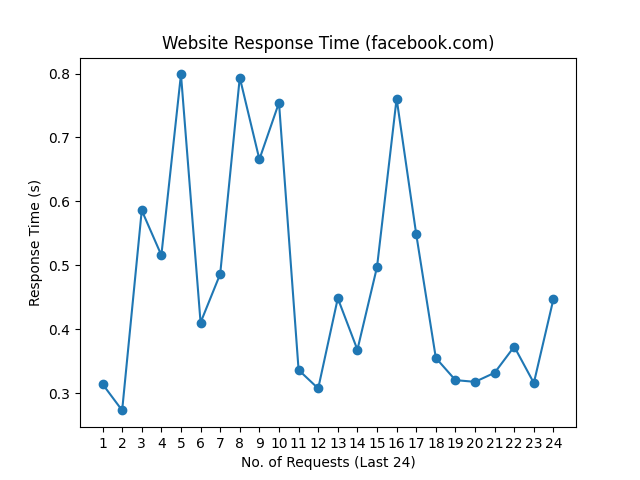 Website Response Time (facebook.com)
0.8
0.7
0.6
0.5
0.4
0.3
Response Time (s)
1 2 3 4 5 6 7 8 9 10 11 12 13 14 15 16 17 18 19 20 21 22 23 24
No. of Requests (Last 24)